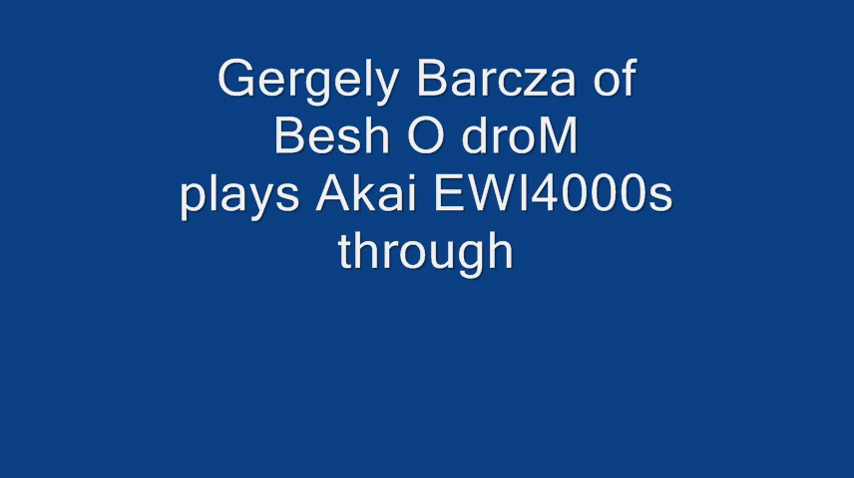 Gergely Barcza of
Besh O droM
plays Akai EWI4000s
through